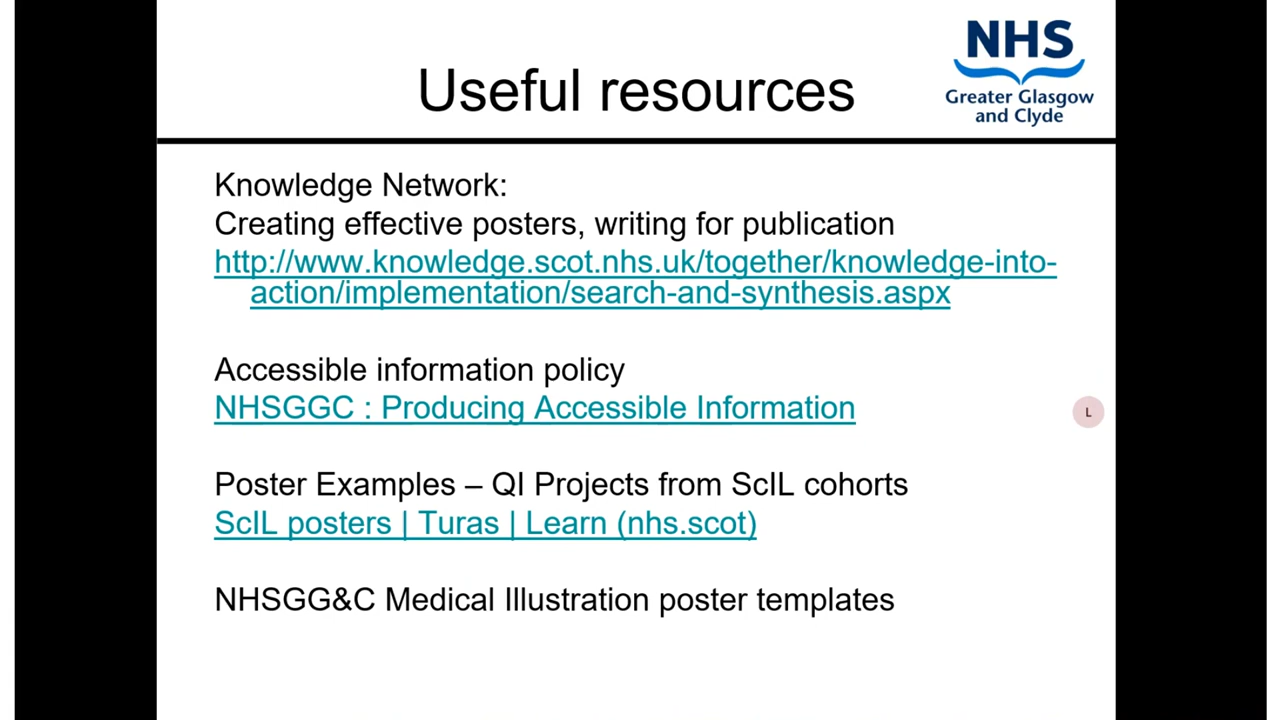 NHS
Greater Glasgow
and Clyde
Useful resources
Knowledge Network:
Creating effective posters, writing for publication
http://www.knowledge.scot.nhs.uk/together/knowledge-into-
action/implementation/search-and-synthesis.aspx
Accessible information policy
NHSGGC : Producing Accessible Information
L
Poster Examples – QI Projects from ScIL cohorts
ScIL posters | Turas | Learn (nhs.scot)
NHSGG&C Medical Illustration poster templates